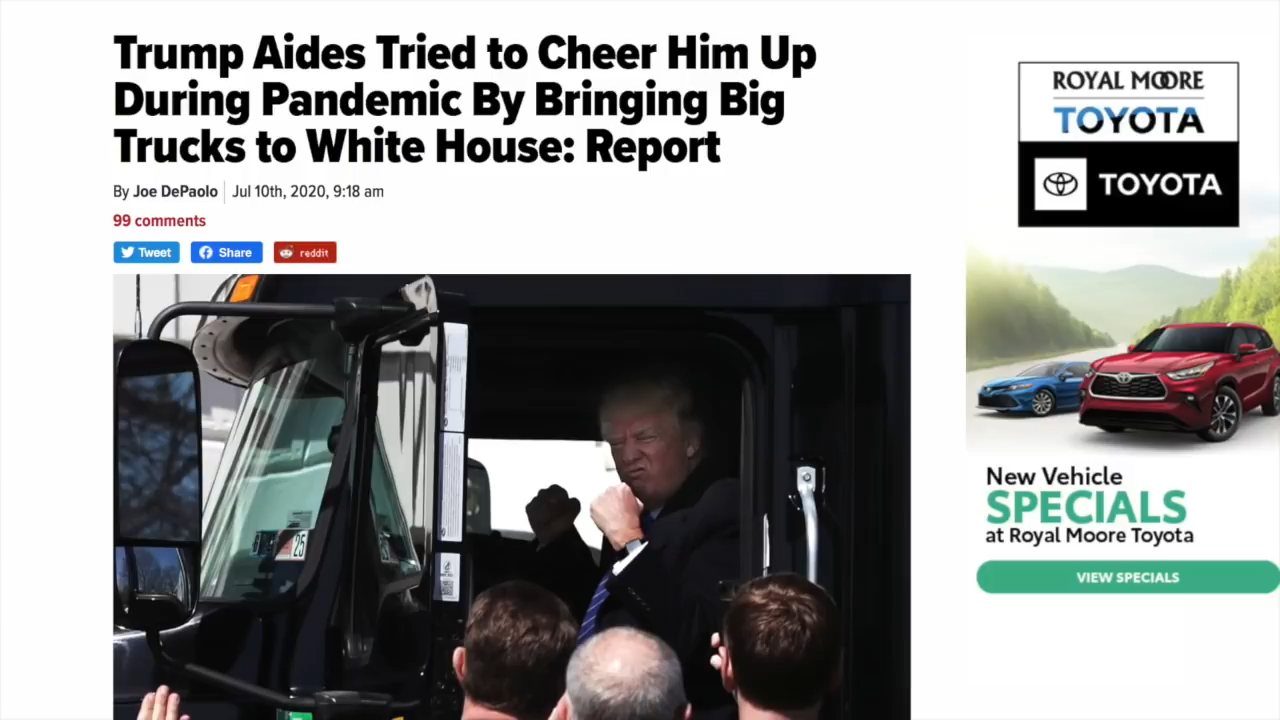 Trump Aides Tried to Cheer Him Up
During Pandemic By Bringing Big
Trucks to White House: Report
By Joe DePaolo | Jul 10th, 2020, 9:18 am
99 comments
Tweet
Share
reddit
25
ROYAL MOORE
TOYOTA
TOYOTA
New Vehicle
SPECIALS
at Royal Moore Toyota
VIEW SPECIALS